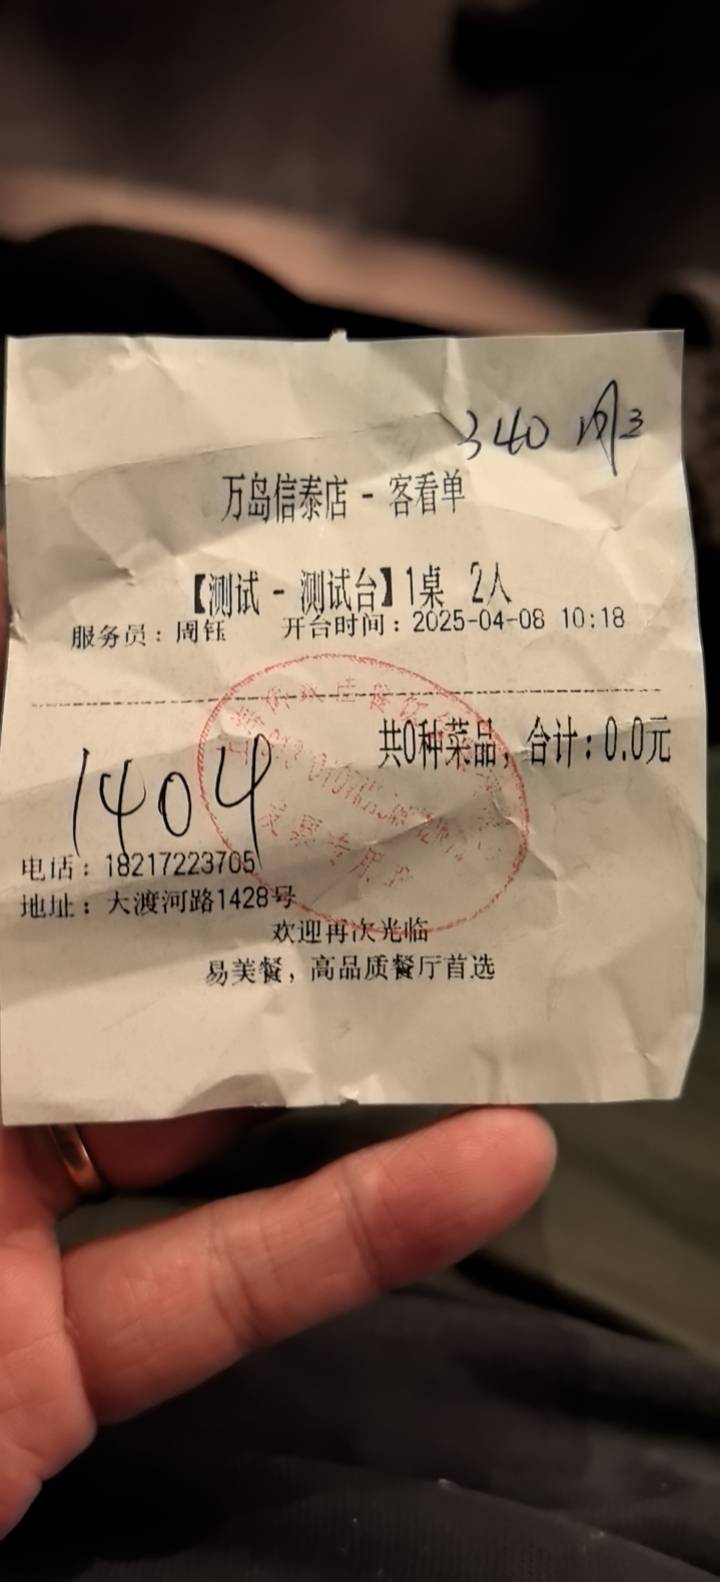 340
万岛信泰店 - 客看单
【测试 - 测试台】1桌 2人
服务员：周钰 开台时间：2025-04-08 10:18
共0种菜品，合计：0.0元
1404
电话：18217223705
地址：大渡河路1428号
欢迎再次光临
易美餐，高品质餐厅首选